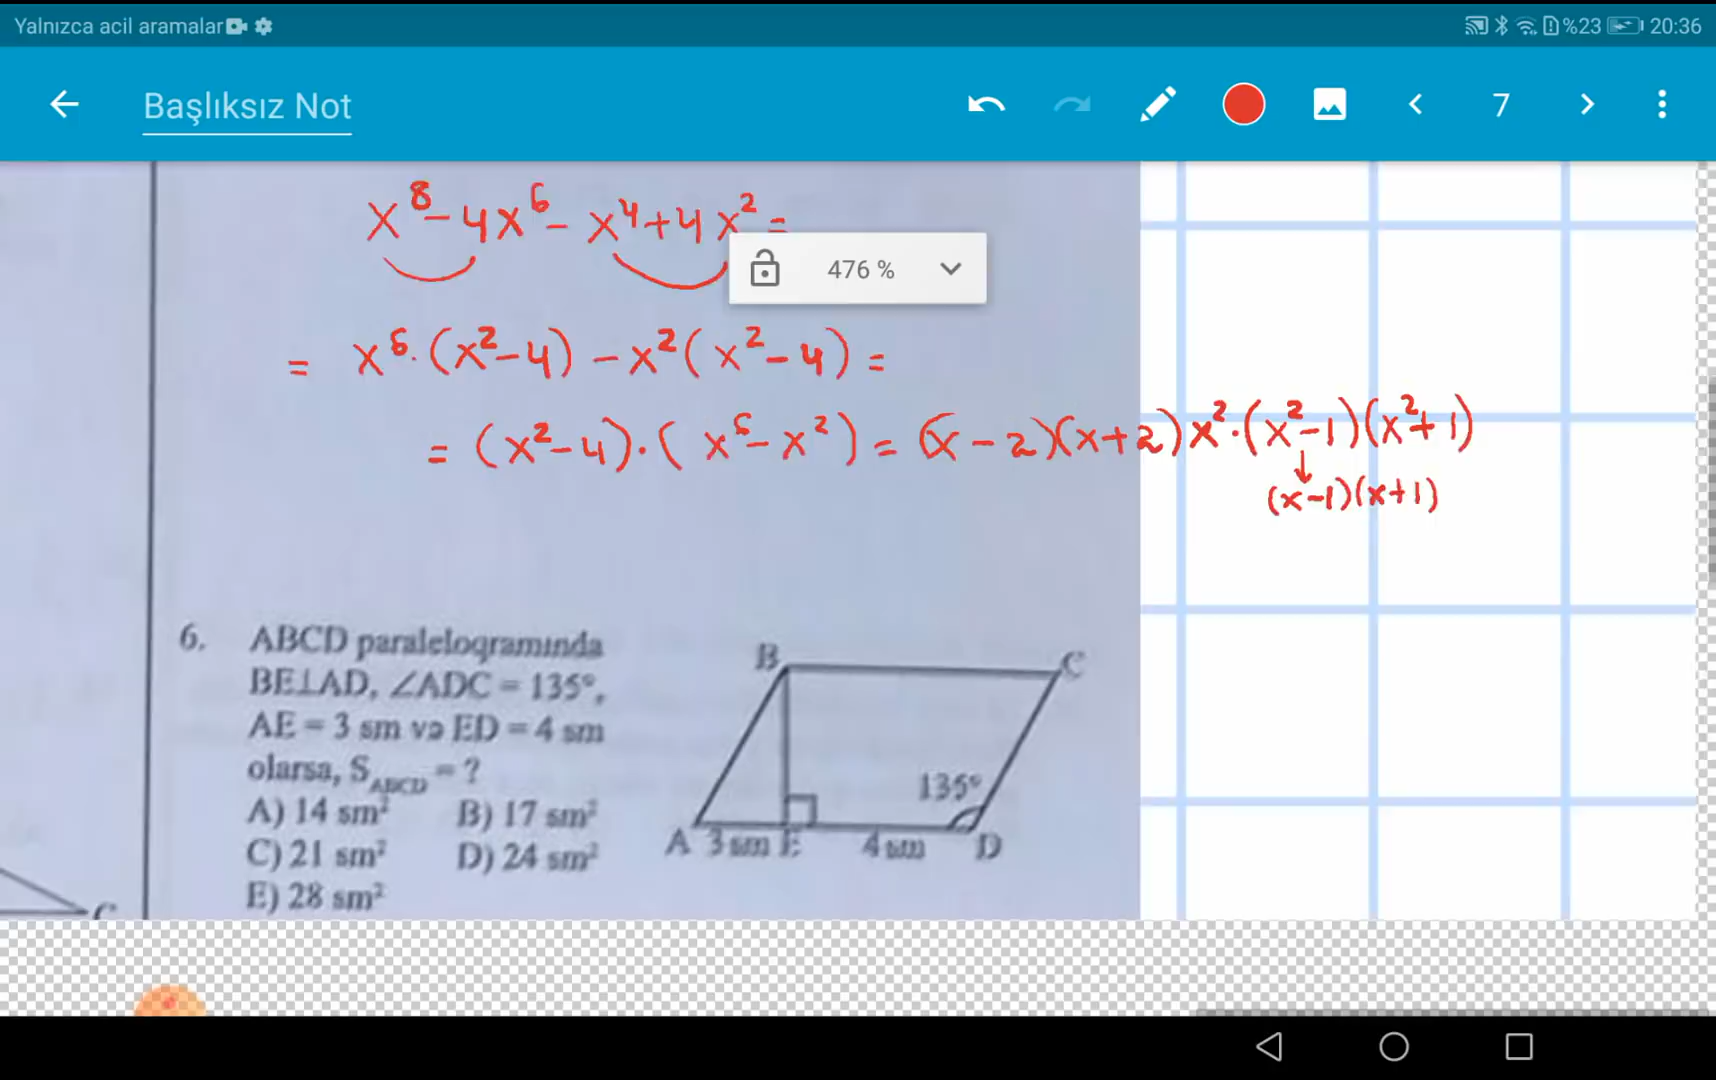 Yalnızca acil aramalar %23 20:36
Başlıksız Not 7
x⁸ - 4x⁶ - x⁴ + 4x² =
476 %
= x⁶·(x² - 4) - x²(x² - 4) =
= (x² - 4)·(x⁶ - x²) = (x - 2)(x + 2)x²·(x² - 1)(x² + 1)
(x - 1)(x + 1)
6. ABCD paraleloqramında
BE⊥AD, ∠ADC = 135°,
AE = 3 sm və ED = 4 sm
olarsa, S_ABCD = ?
A) 14 sm² B) 17 sm²
C) 21 sm² D) 24 sm²
E) 28 sm²
B C
135°
A 3 sm E 4 sm D
C